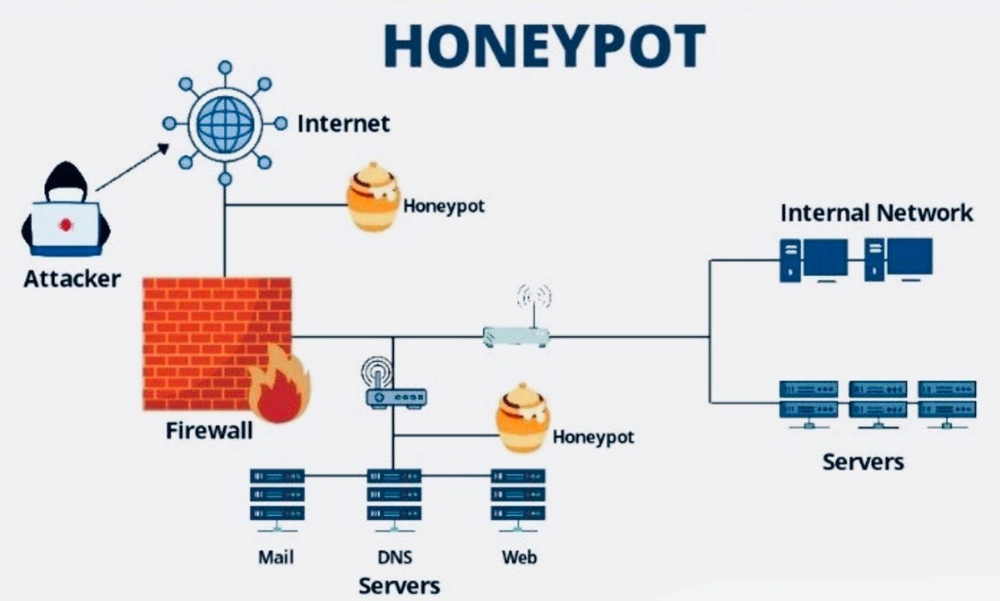 HONEYPOT
Internet
Honeypot
Attacker
Internal Network
Firewall
Honeypot
Servers
Mail
DNS
Web
Servers